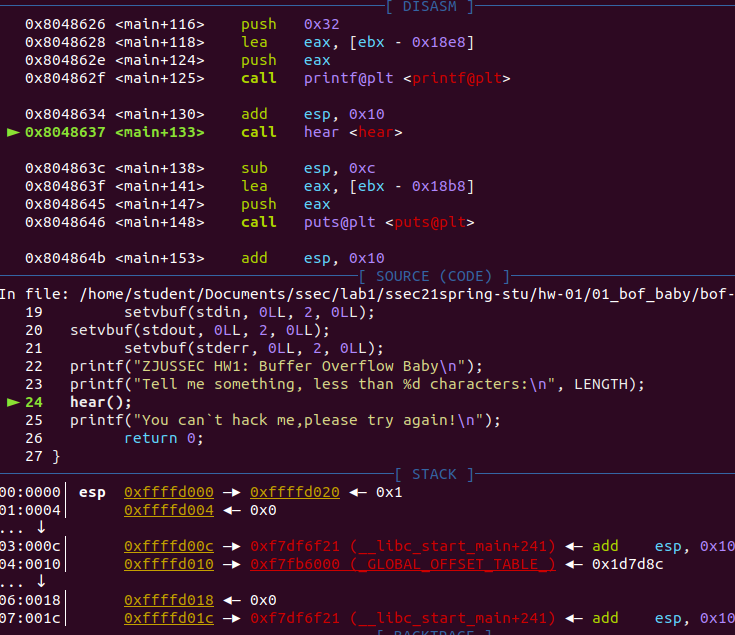 [ DISASM ]
0x8048626 <main+116> push 0x32
0x8048628 <main+118> lea eax, [ebx - 0x18e8]
0x804862e <main+124> push eax
0x804862f <main+125> call printf@plt <printf@plt>
0x8048634 <main+130> add esp, 0x10
► 0x8048637 <main+133> call hear <hear>
0x804863c <main+138> sub esp, 0xc
0x804863f <main+141> lea eax, [ebx - 0x18b8]
0x8048645 <main+147> push eax
0x8048646 <main+148> call puts@plt <puts@plt>
0x804864b <main+153> add esp, 0x10
[ SOURCE (CODE) ]
In file: /home/student/Documents/ssec/lab1/ssec21spring-stu/hw-01/01_bof_baby/bof-
19 setvbuf(stdin, 0LL, 2, 0LL);
20 setvbuf(stdout, 0LL, 2, 0LL);
21 setvbuf(stderr, 0LL, 2, 0LL);
22 printf("ZJUSSEC HW1: Buffer Overflow Baby\n");
23 printf("Tell me something, less than %d characters:\n", LENGTH);
► 24 hear();
25 printf("You can`t hack me,please try again!\n");
26 return 0;
27 }
[ STACK ]
00:0000│ esp 0xffffd000 —▸ 0xffffd020 ◂— 0x1
01:0004│ 0xffffd004 ◂— 0x0
... ↓
03:000c│ 0xffffd00c —▸ 0xf7df6f21 (__libc_start_main+241) ◂— add esp, 0x10
04:0010│ 0xffffd010 —▸ 0xf7fb6000 (_GLOBAL_OFFSET_TABLE_) ◂— 0x1d7d8c
... ↓
06:0018│ 0xffffd018 ◂— 0x0
07:001c│ 0xffffd01c —▸ 0xf7df6f21 (__libc_start_main+241) ◂— add esp, 0x10
[ BACKTRACE ]